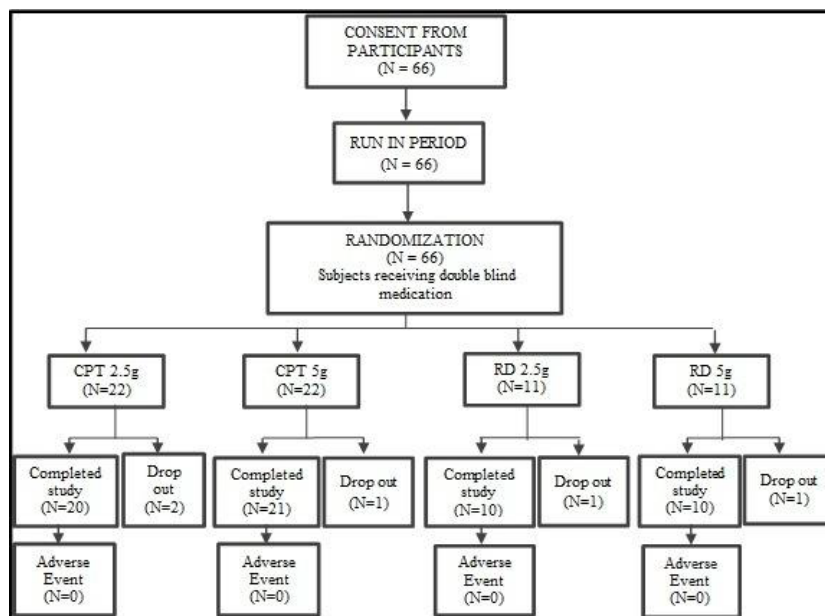 CONSENT FROM
PARTICIPANTS
(N = 66)
RUN IN PERIOD
(N = 66)
RANDOMIZATION
(N = 66)
Subjects receiving double blind
medication
CPT 2.5g
(N=22)
CPT 5g
(N=22)
RD 2.5g
(N=11)
RD 5g
(N=11)
Completed
study
(N=20)
Drop
out
(N=2)
Completed
study
(N=21)
Drop out
(N=1)
Completed
study
(N=10)
Drop out
(N=1)
Completed
study
(N=10)
Drop out
(N=1)
Adverse
Event
(N=0)
Adverse
Event
(N=0)
Adverse
Event
(N=0)
Adverse
Event
(N=0)